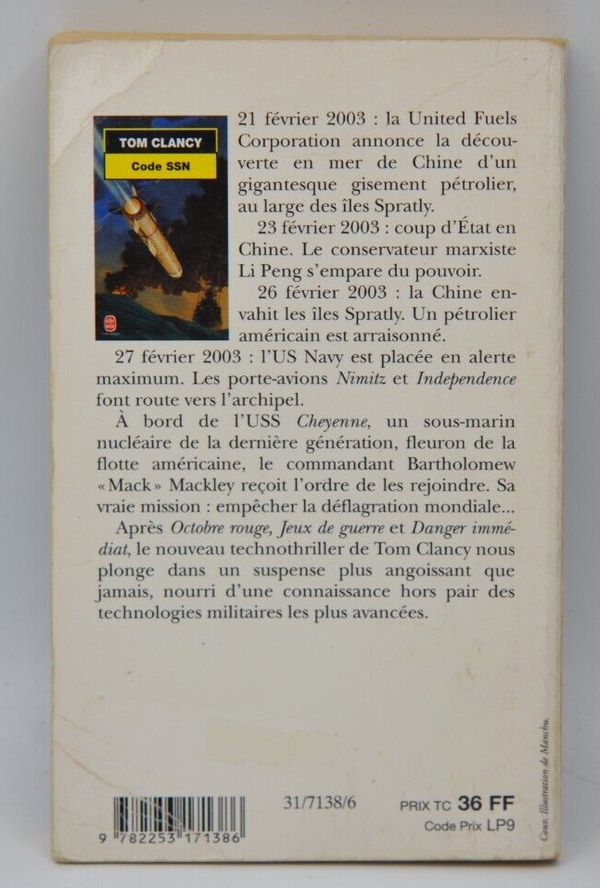 TOM CLANCY
Code SSN
21 février 2003 : la United Fuels
Corporation annonce la décou-
verte en mer de Chine d'un
gigantesque gisement pétrolier,
au large des îles Spratly.
23 février 2003 : coup d'État en
Chine. Le conservateur marxiste
Li Peng s'empare du pouvoir.
26 février 2003 : la Chine en-
vahit les îles Spratly. Un pétrolier
américain est arraisonné.
27 février 2003 : l'US Navy est placée en alerte
maximum. Les porte-avions Nimitz et Independence
font route vers l'archipel.
À bord de l'USS Cheyenne, un sous-marin
nucléaire de la dernière génération, fleuron de la
flotte américaine, le commandant Bartholomew
« Mack » Mackley reçoit l'ordre de les rejoindre. Sa
vraie mission : empêcher la déflagration mondiale...
Après Octobre rouge, Jeux de guerre et Danger immé-
diat, le nouveau technothriller de Tom Clancy nous
plonge dans un suspense plus angoissant que
jamais, nourri d'une connaissance hors pair des
technologies militaires les plus avancées.
Couv. Illustration de Manchu.
31/7138/6
PRIX TC 36 FF
Code Prix LP9
9 782253 171386